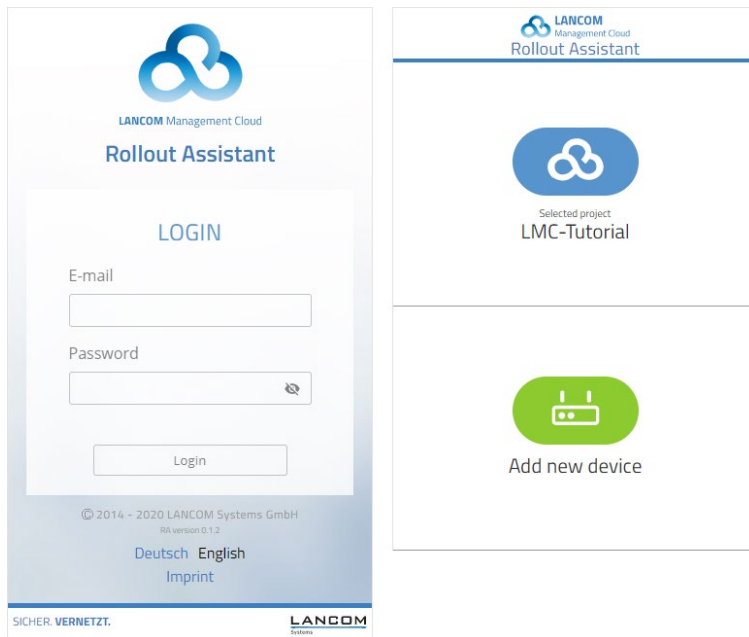 LANCOM Management Cloud
Rollout Assistant
LOGIN
E-mail
Password
Login
© 2014 - 2020 LANCOM Systems GmbH
RA version 0.1.2
Deutsch English
Imprint
SICHER. VERNETZT.
LANCOM
Systems
LANCOM
Management Cloud
Rollout Assistant
Selected project
LMC-Tutorial
Add new device